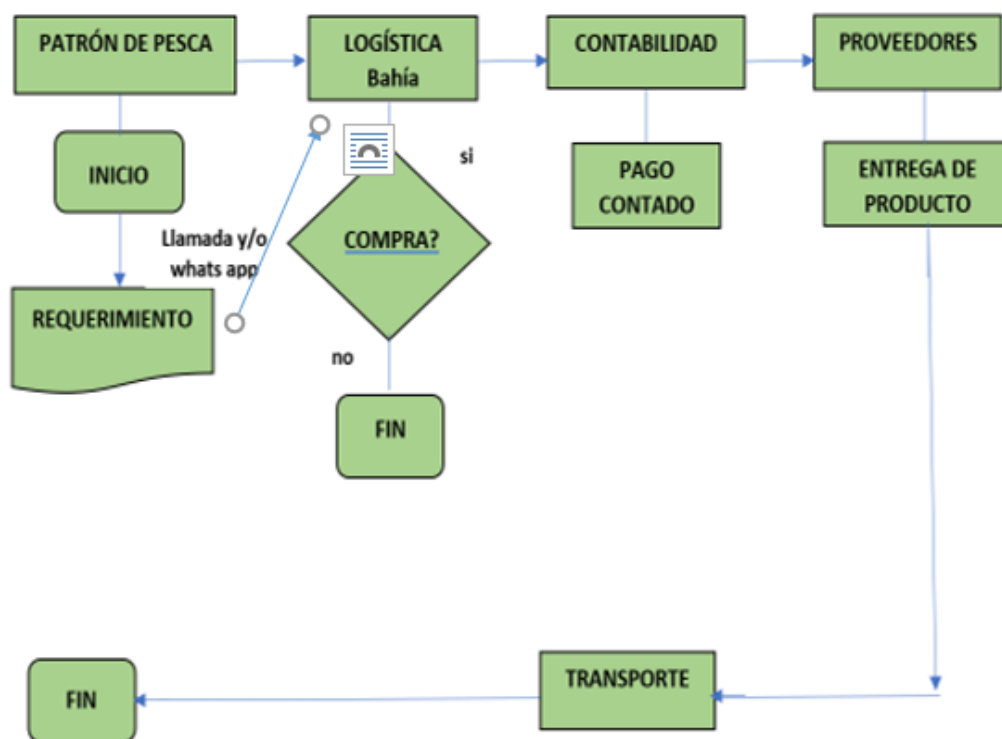 PATRÓN DE PESCA
LOGÍSTICA
Bahía
CONTABILIDAD
PROVEEDORES
INICIO
si
PAGO
CONTADO
ENTREGA DE
PRODUCTO
Llamada y/o
whats app
COMPRA?
REQUERIMIENTO
no
FIN
TRANSPORTE
FIN